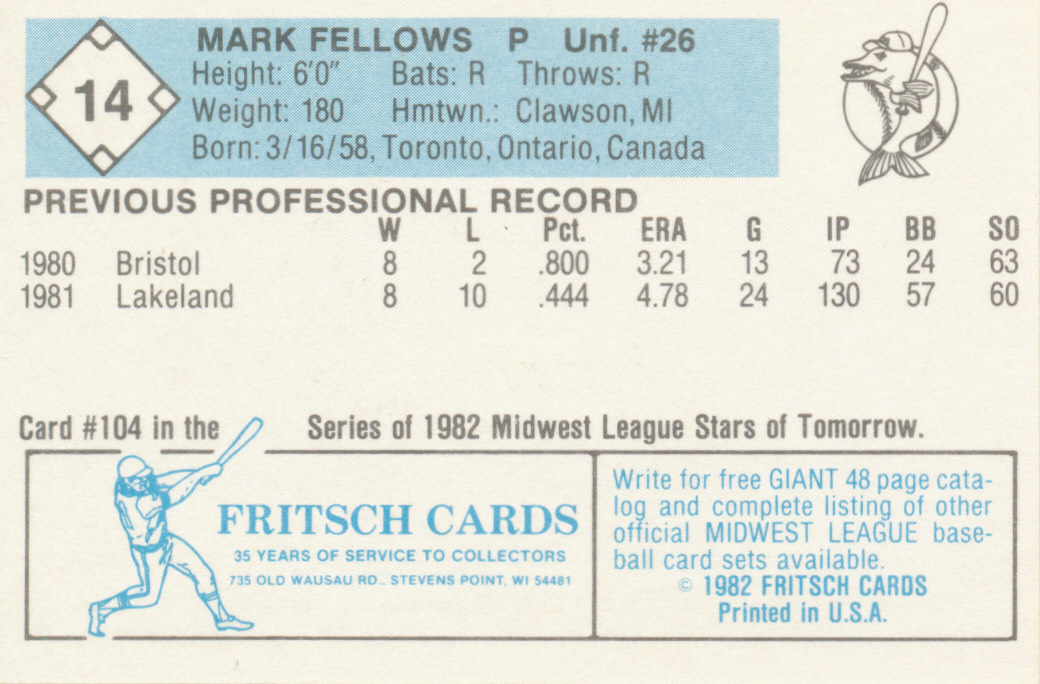 14
MARK FELLOWS P Unf. #26
Height: 6'0" Bats: R Throws: R
Weight: 180 Hmtwn.: Clawson, MI
Born: 3/16/58, Toronto, Ontario, Canada
PREVIOUS PROFESSIONAL RECORD
W L Pct. ERA G IP BB SO
1980 Bristol 8 2 .800 3.21 13 73 24 63
1981 Lakeland 8 10 .444 4.78 24 130 57 60
Card #104 in the Series of 1982 Midwest League Stars of Tomorrow.
FRITSCH CARDS
35 YEARS OF SERVICE TO COLLECTORS
735 OLD WAUSAU RD., STEVENS POINT, WI 54481
Write for free GIANT 48 page cata-
log and complete listing of other
official MIDWEST LEAGUE base-
ball card sets available.
© 1982 FRITSCH CARDS
Printed in U.S.A.